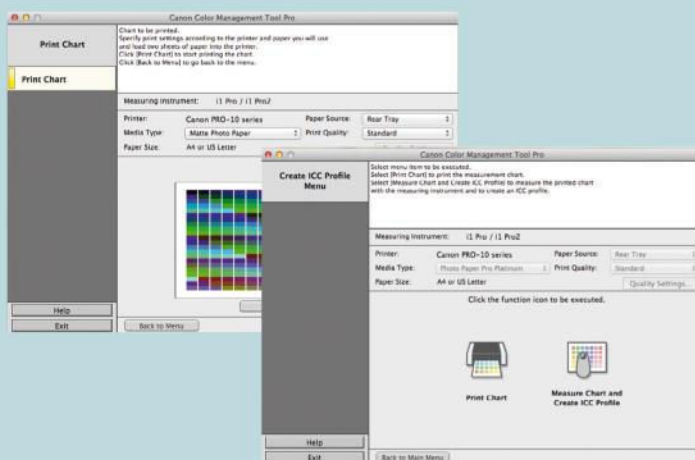 Canon Color Management Tool Pro
Print Chart
Chart to be printed.
Specify print settings according to the printer and paper you will use
and load two sheets of paper into the printer.
Click [Print Chart] to start printing the chart.
Click [Back to Menu] to go back to the menu.
Print Chart
Measuring Instrument: i1 Pro / i1 Pro2
Printer: Canon PRO-10 series Paper Source: Rear Tray
Media Type: Matte Photo Paper Print Quality: Standard
Paper Size: A4 or US Letter
Help
Exit
Back to Menu
Canon Color Management Tool Pro
Create ICC Profile
Menu
Select menu item to be executed.
Select [Print Chart] to print the measurement chart.
Select [Measure Chart and Create ICC Profile] to measure the printed chart
with the measuring instrument and to create an ICC profile.
Measuring Instrument: i1 Pro / i1 Pro2
Printer: Canon PRO-10 series Paper Source: Rear Tray
Media Type: Photo Paper Pro Platinum Print Quality: Standard
Paper Size: A4 or US Letter Quality Settings...
Click the function icon to be executed.
Print Chart
Measure Chart and
Create ICC Profile
Help
Exit
Back to Main Menu